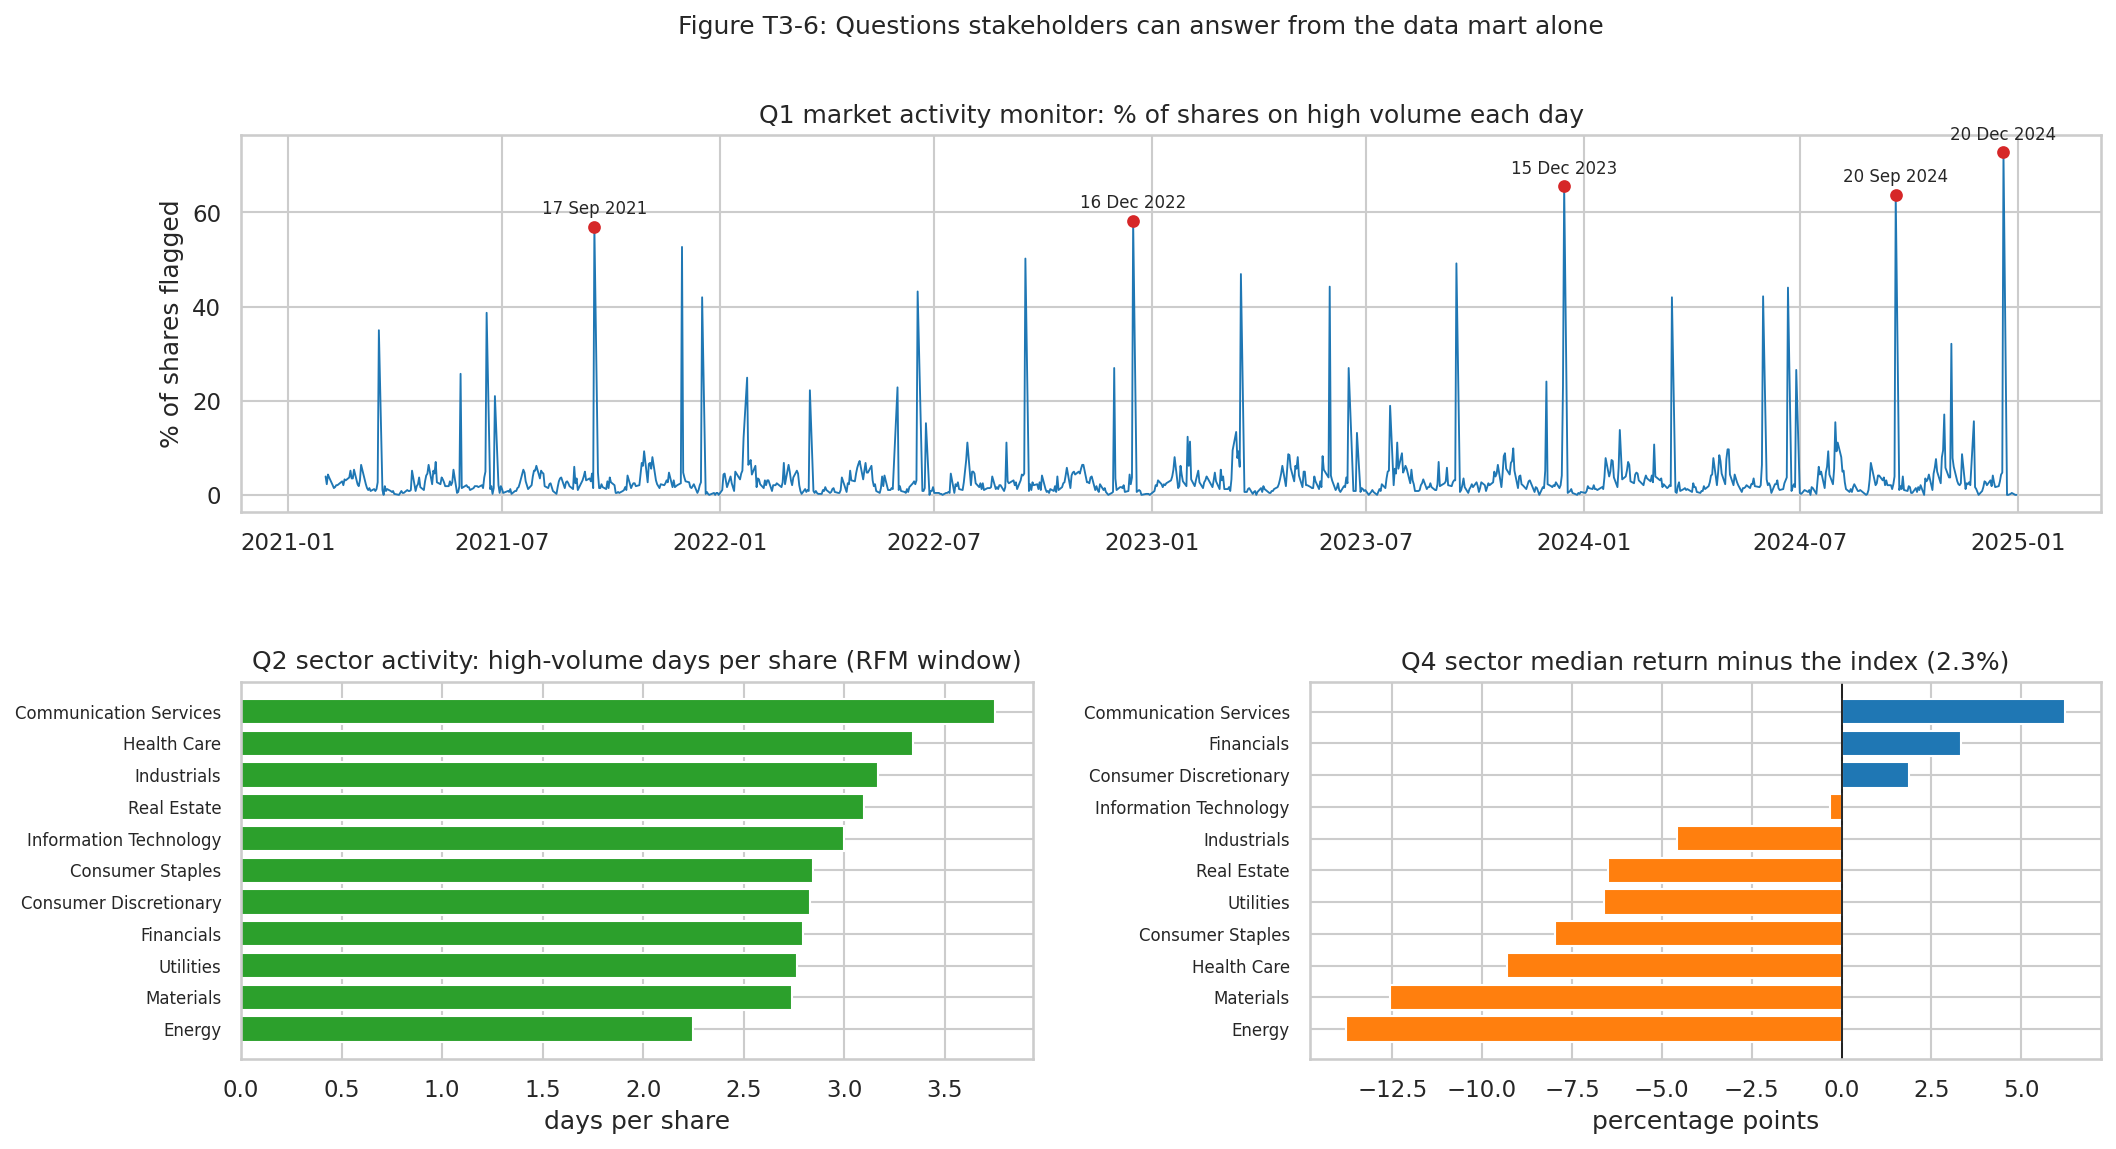 Figure T3-6: Questions stakeholders can answer from the data mart alone
Q1 market activity monitor: % of shares on high volume each day
% of shares flagged
60
40
20
0
17 Sep 2021
16 Dec 2022
15 Dec 2023
20 Sep 2024
20 Dec 2024
2021-01
2021-07
2022-01
2022-07
2023-01
2023-07
2024-01
2024-07
2025-01
Q2 sector activity: high-volume days per share (RFM window)
Communication Services
Health Care
Industrials
Real Estate
Information Technology
Consumer Staples
Consumer Discretionary
Financials
Utilities
Materials
Energy
0.0
0.5
1.0
1.5
2.0
2.5
3.0
3.5
days per share
Q4 sector median return minus the index (2.3%)
Communication Services
Financials
Consumer Discretionary
Information Technology
Industrials
Real Estate
Utilities
Consumer Staples
Health Care
Materials
Energy
−12.5
−10.0
−7.5
−5.0
−2.5
0.0
2.5
5.0
percentage points